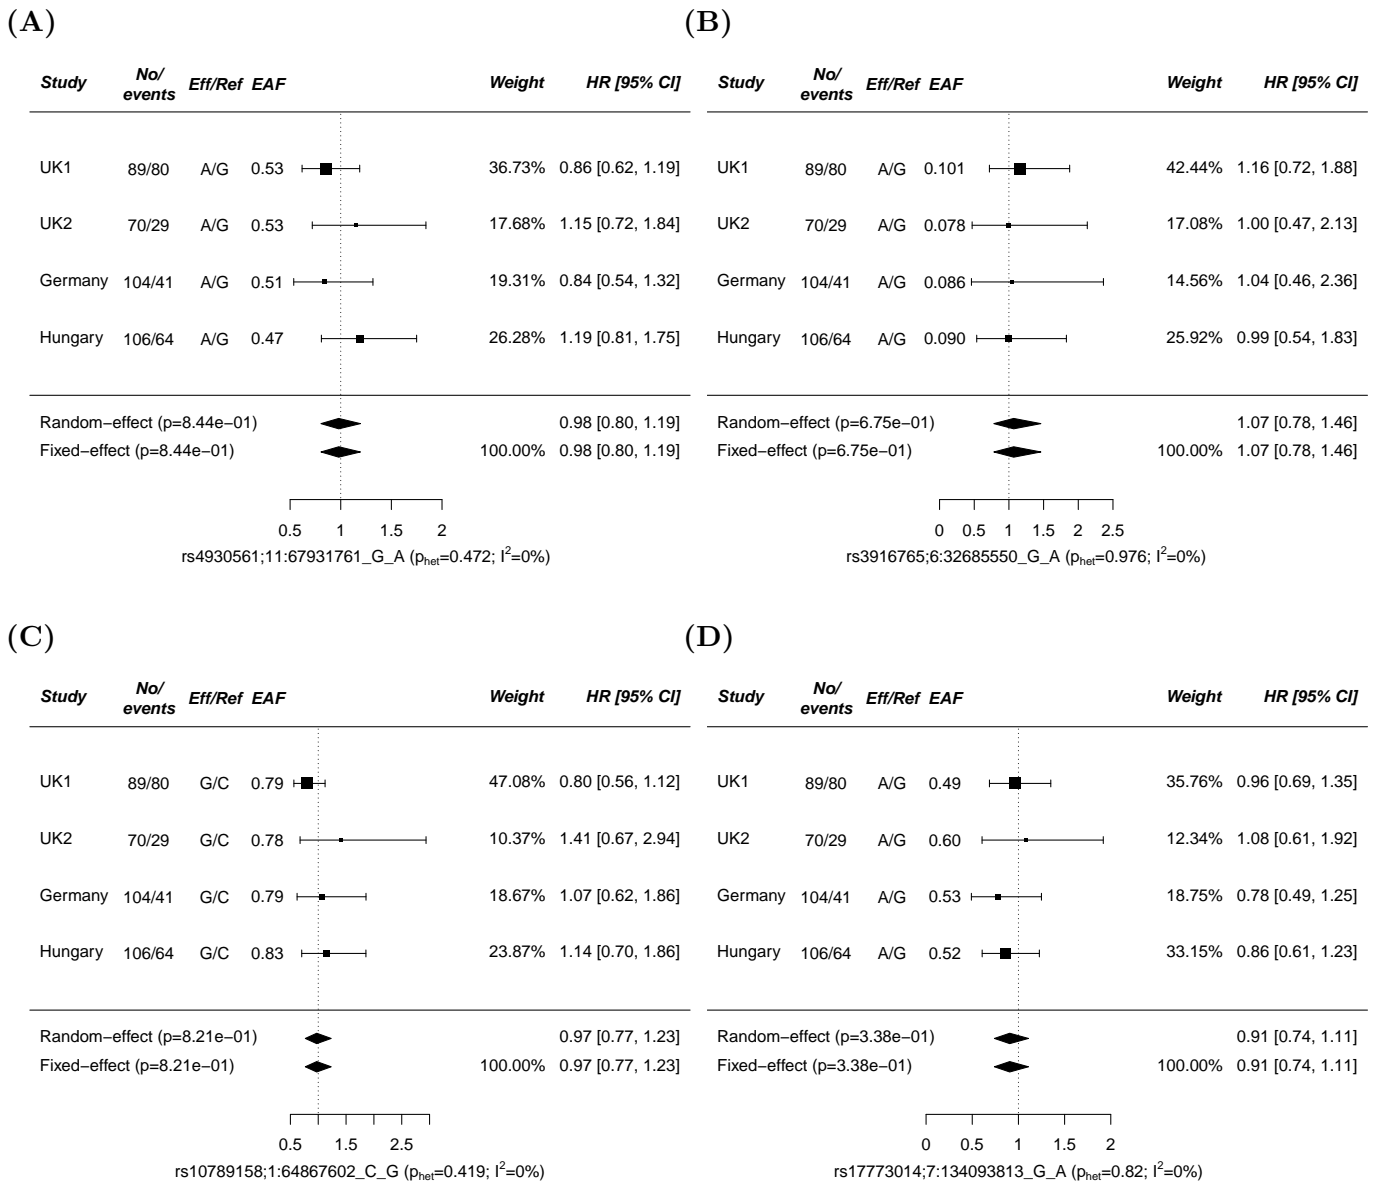 (A)
Study No/events Eff/Ref EAF Weight HR [95% CI]
UK1 89/80 A/G 0.53 36.73% 0.86 [0.62, 1.19]
UK2 70/29 A/G 0.53 17.68% 1.15 [0.72, 1.84]
Germany 104/41 A/G 0.51 19.31% 0.84 [0.54, 1.32]
Hungary 106/64 A/G 0.47 26.28% 1.19 [0.81, 1.75]
Random−effect (p=8.44e−01) 0.98 [0.80, 1.19]
Fixed−effect (p=8.44e−01) 100.00% 0.98 [0.80, 1.19]
0.5 1 1.5 2
rs4930561;11:67931761_G_A (phet=0.472; I²=0%)
(B)
Study No/events Eff/Ref EAF Weight HR [95% CI]
UK1 89/80 A/G 0.101 42.44% 1.16 [0.72, 1.88]
UK2 70/29 A/G 0.078 17.08% 1.00 [0.47, 2.13]
Germany 104/41 A/G 0.086 14.56% 1.04 [0.46, 2.36]
Hungary 106/64 A/G 0.090 25.92% 0.99 [0.54, 1.83]
Random−effect (p=6.75e−01) 1.07 [0.78, 1.46]
Fixed−effect (p=6.75e−01) 100.00% 1.07 [0.78, 1.46]
0 0.5 1 1.5 2 2.5
rs3916765;6:32685550_G_A (phet=0.976; I²=0%)
(C)
Study No/events Eff/Ref EAF Weight HR [95% CI]
UK1 89/80 G/C 0.79 47.08% 0.80 [0.56, 1.12]
UK2 70/29 G/C 0.78 10.37% 1.41 [0.67, 2.94]
Germany 104/41 G/C 0.79 18.67% 1.07 [0.62, 1.86]
Hungary 106/64 G/C 0.83 23.87% 1.14 [0.70, 1.86]
Random−effect (p=8.21e−01) 0.97 [0.77, 1.23]
Fixed−effect (p=8.21e−01) 100.00% 0.97 [0.77, 1.23]
0.5 1.5 2.5
rs10789158;1:64867602_C_G (phet=0.419; I²=0%)
(D)
Study No/events Eff/Ref EAF Weight HR [95% CI]
UK1 89/80 A/G 0.49 35.76% 0.96 [0.69, 1.35]
UK2 70/29 A/G 0.60 12.34% 1.08 [0.61, 1.92]
Germany 104/41 A/G 0.53 18.75% 0.78 [0.49, 1.25]
Hungary 106/64 A/G 0.52 33.15% 0.86 [0.61, 1.23]
Random−effect (p=3.38e−01) 0.91 [0.74, 1.11]
Fixed−effect (p=3.38e−01) 100.00% 0.91 [0.74, 1.11]
0 0.5 1 1.5 2
rs17773014;7:134093813_G_A (phet=0.82; I²=0%)